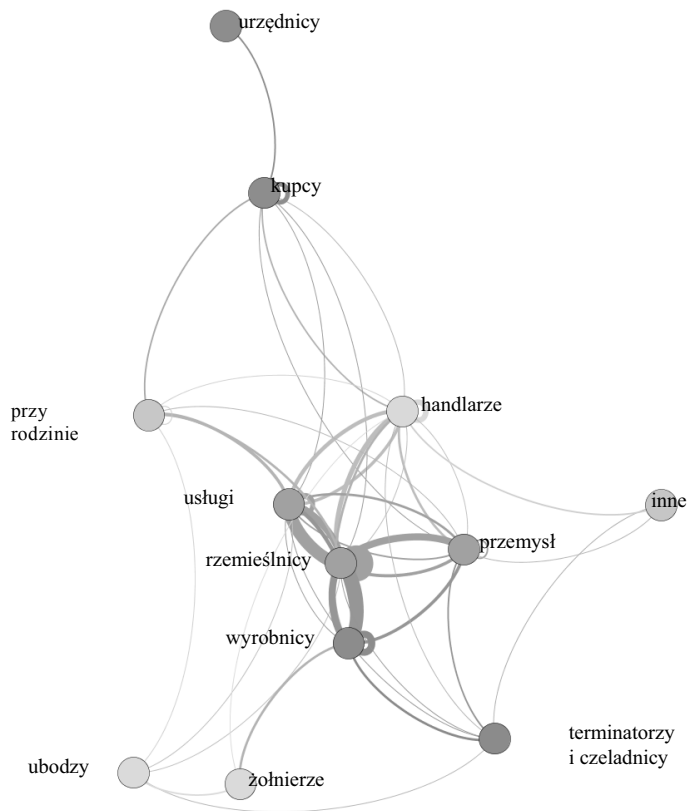 urzędnicy
kupcy
handlarze
przy
rodzinie
usługi
inne
przemysł
rzemieślnicy
wyrobnicy
terminatorzy
i czeladnicy
ubodzy
żołnierze